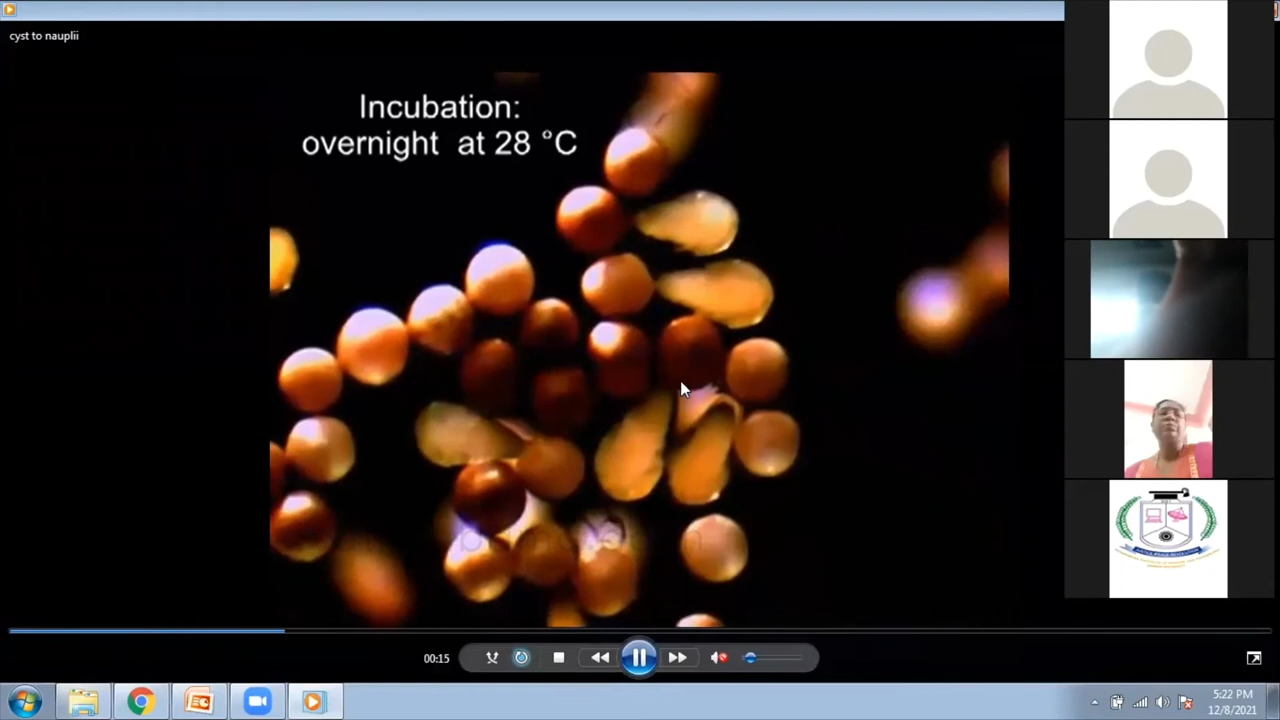 cyst to nauplii
Incubation:
overnight at 28 °C
00:15
5:22 PM
12/8/2021